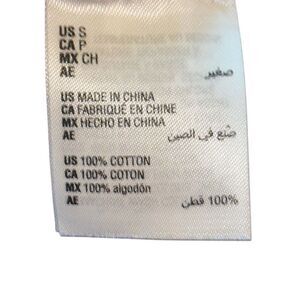 US S
CA P
MX CH
AE صغير
US MADE IN CHINA
CA FABRIQUÉ EN CHINE
MX HECHO EN CHINA
AE صُنع في الصين
US 100% COTTON
CA 100% COTON
MX 100% algodón
AE 100% قطن